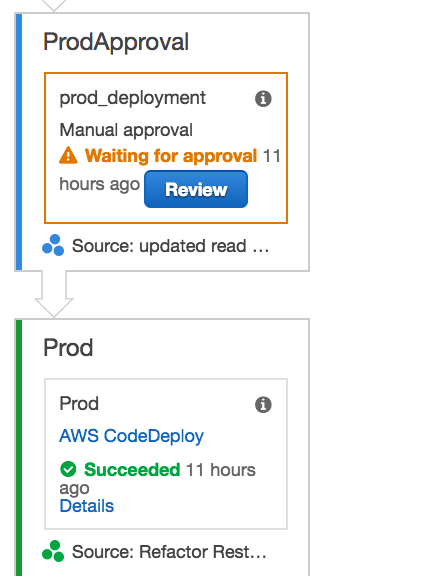 ProdApproval
prod_deployment
Manual approval
Waiting for approval 11
hours ago Review
Source: updated read ...
Prod
Prod
AWS CodeDeploy
Succeeded 11 hours
ago
Details
Source: Refactor Rest...